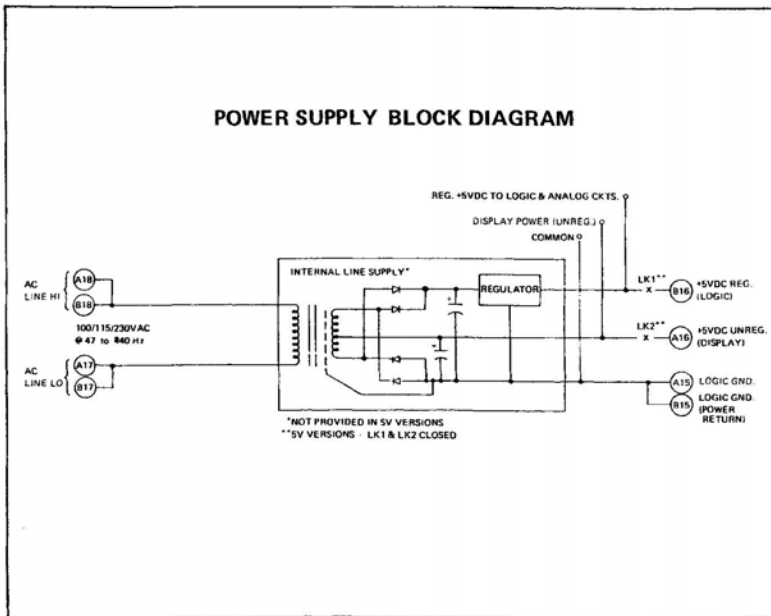 POWER SUPPLY BLOCK DIAGRAM
REG. +5VDC TO LOGIC & ANALOG CKTS.
DISPLAY POWER (UNREG.)
COMMON
INTERNAL LINE SUPPLY*
REGULATOR
LK1**
B16
+5VDC REG.
(LOGIC)
LK2**
A16
+5VDC UNREG.
(DISPLAY)
A15
LOGIC GND.
B15
LOGIC GND.
(POWER
RETURN)
AC
LINE HI
A18
B18
100/115/230VAC
@ 47 to 440 Hz
AC
LINE LO
A17
B17
*NOT PROVIDED IN 5V VERSIONS
**5V VERSIONS - LK1 & LK2 CLOSED